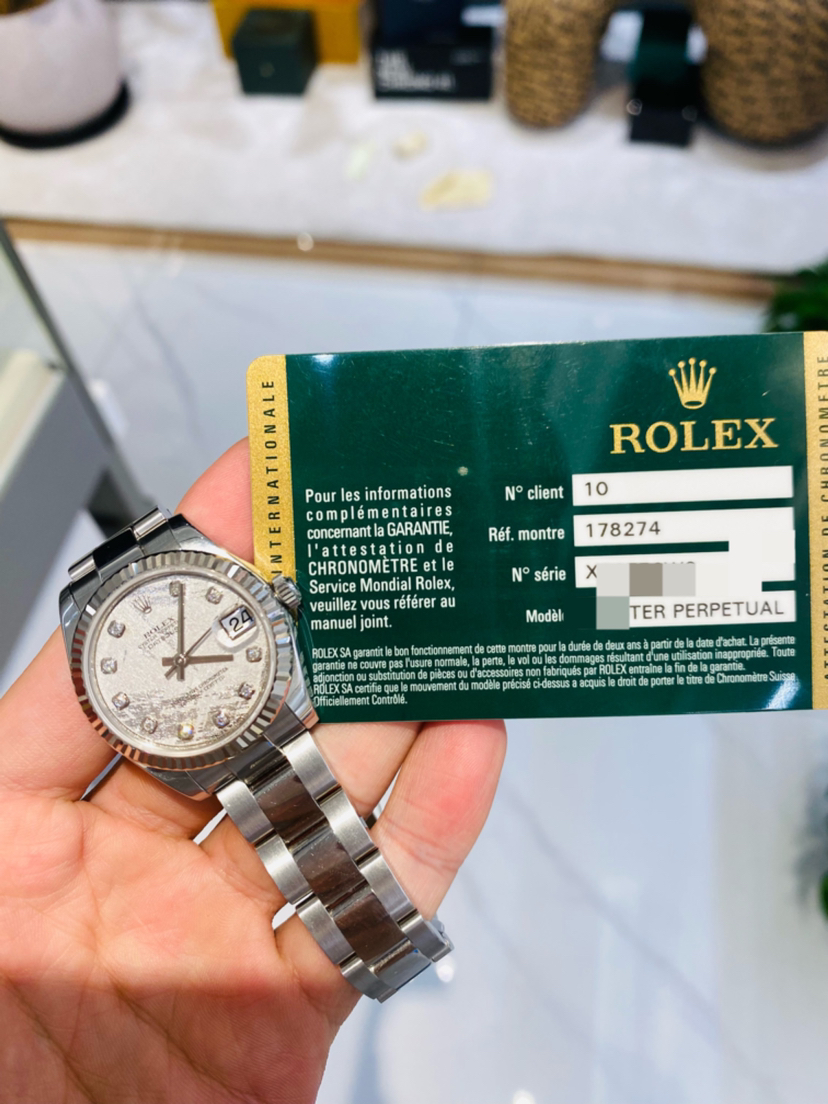 ROLEX
INTERNATIONALE
Pour les informations
complémentaires
concernant la GARANTIE,
l'attestation de
CHRONOMÈTRE et le
Service Mondial Rolex,
veuillez vous référer au
manuel joint.
N° client 10
Réf. montre 178274
N° série X
Modèl TER PERPETUAL
ROLEX SA garantit le bon fonctionnement de cette montre pour la durée de deux ans à partir de la date d'achat. La présente
garantie ne couvre pas l'usure normale, la perte, le vol ou les dommages résultant d'une utilisation inappropriée. Toute
adjonction ou substitution de pièces ou d'accessoires non fabriqués par ROLEX entraîne la fin de la garantie.
ROLEX SA certifie que le mouvement du modèle précisé ci-dessus a acquis le droit de porter le titre de Chronomètre Suisse
Officiellement Contrôlé.
ATTESTATION DE CHRONOMETRE
ROLEX
24